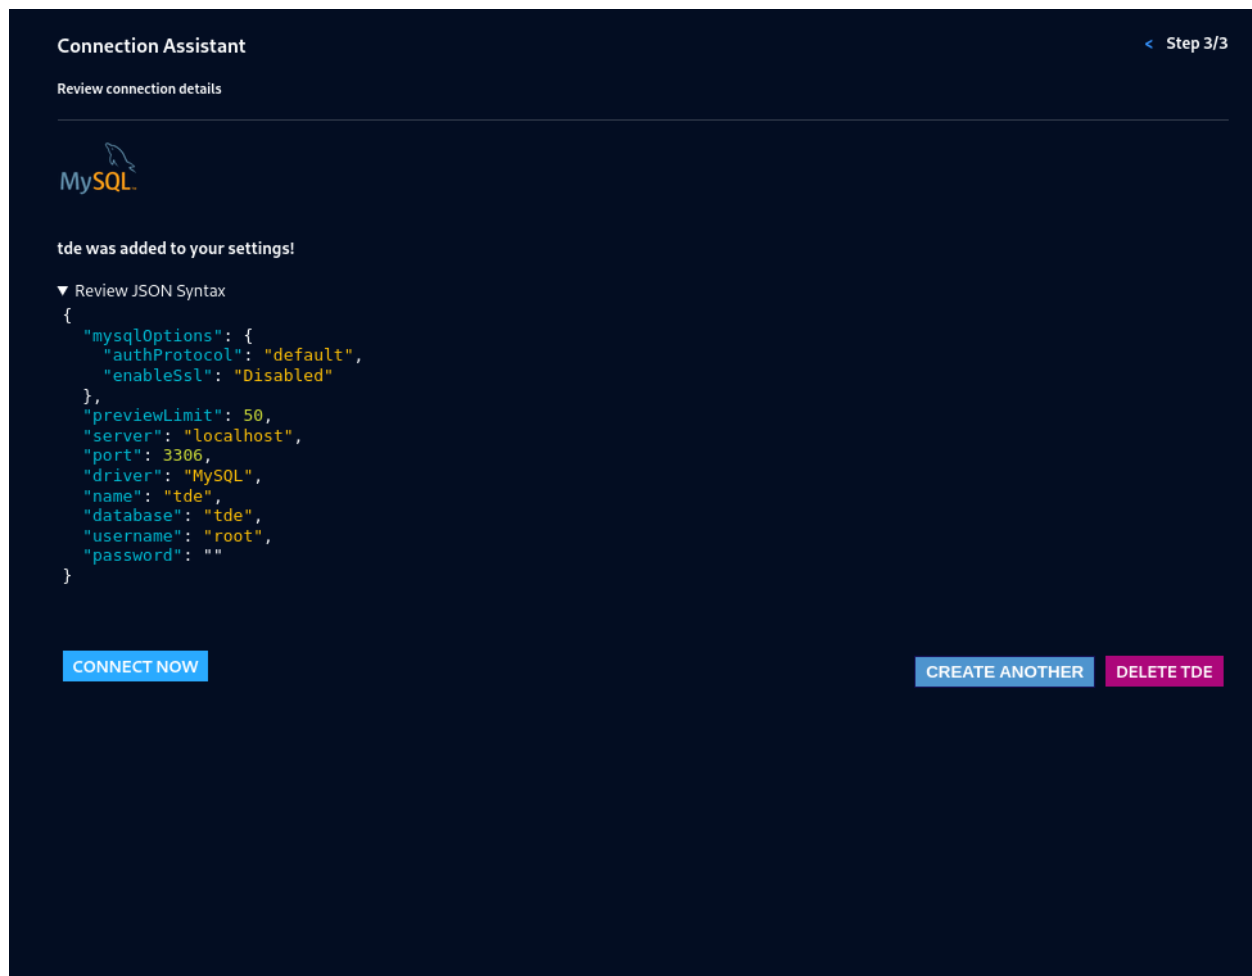 Connection Assistant
< Step 3/3
Review connection details
MySQL™
tde was added to your settings!
▼ Review JSON Syntax
{
  "mysqlOptions": {
    "authProtocol": "default",
    "enableSsl": "Disabled"
  },
  "previewLimit": 50,
  "server": "localhost",
  "port": 3306,
  "driver": "MySQL",
  "name": "tde",
  "database": "tde",
  "username": "root",
  "password": ""
}
CONNECT NOW
CREATE ANOTHER
DELETE TDE